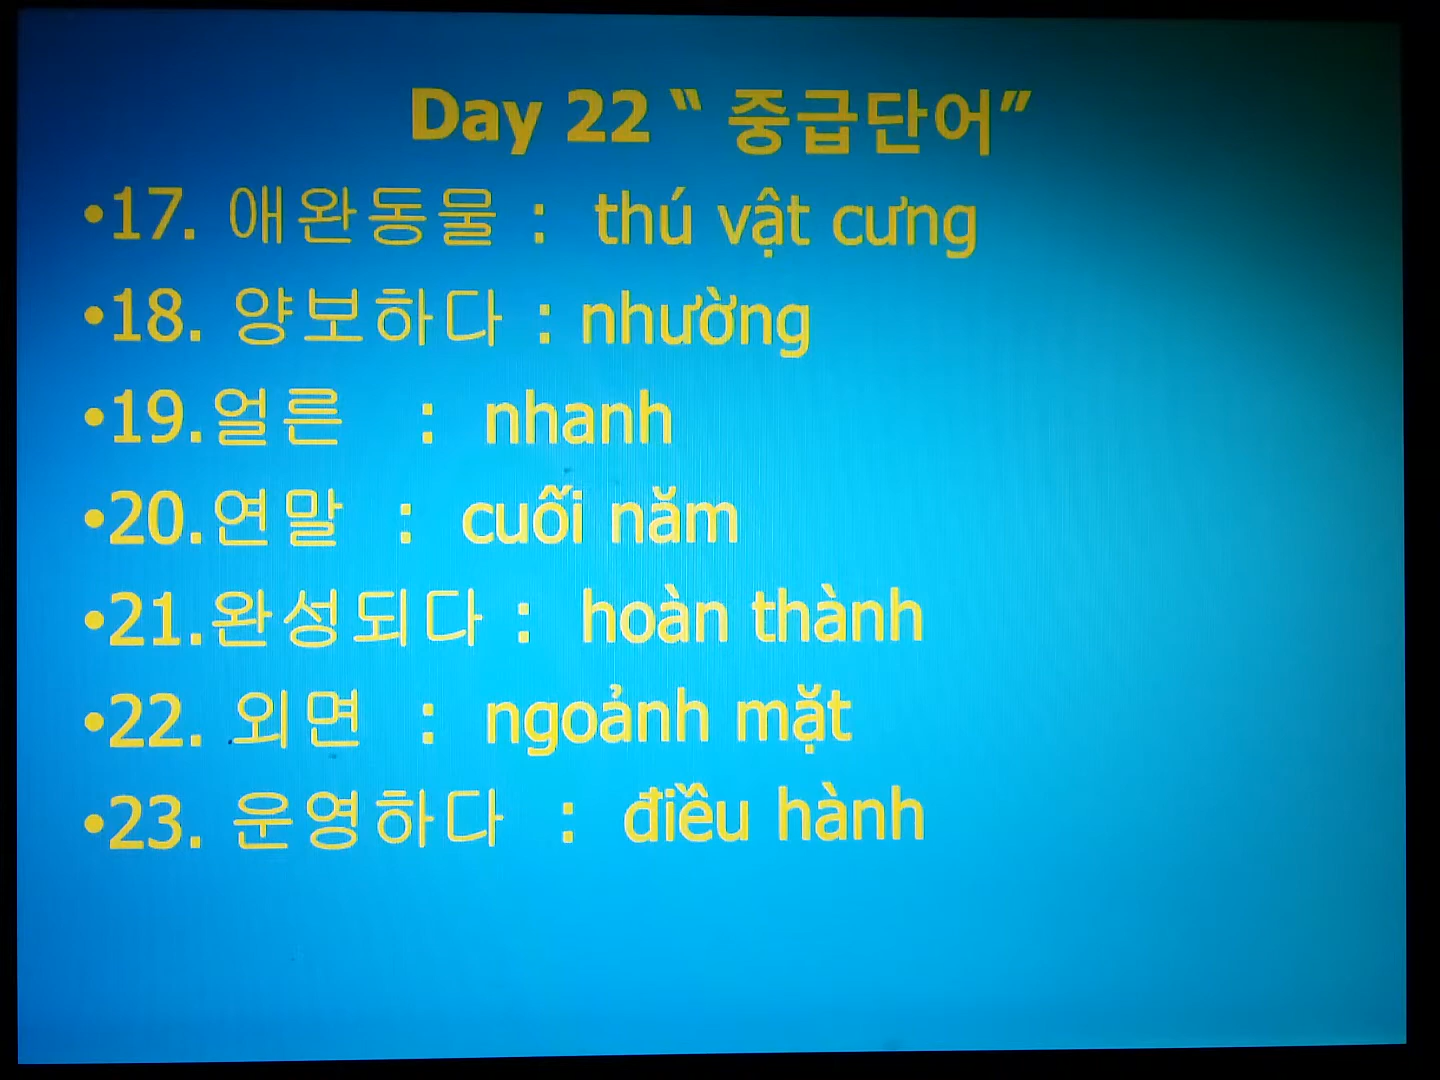 Day 22 “ 중급단어”
•17. 애완동물 : thú vật cưng
•18. 양보하다 : nhường
•19.얼른 : nhanh
•20.연말 : cuỗi năm
•21.완성되다 : hoàn thành
•22. 외면 : ngoảnh mặt
•23. 운영하다 : điều hành